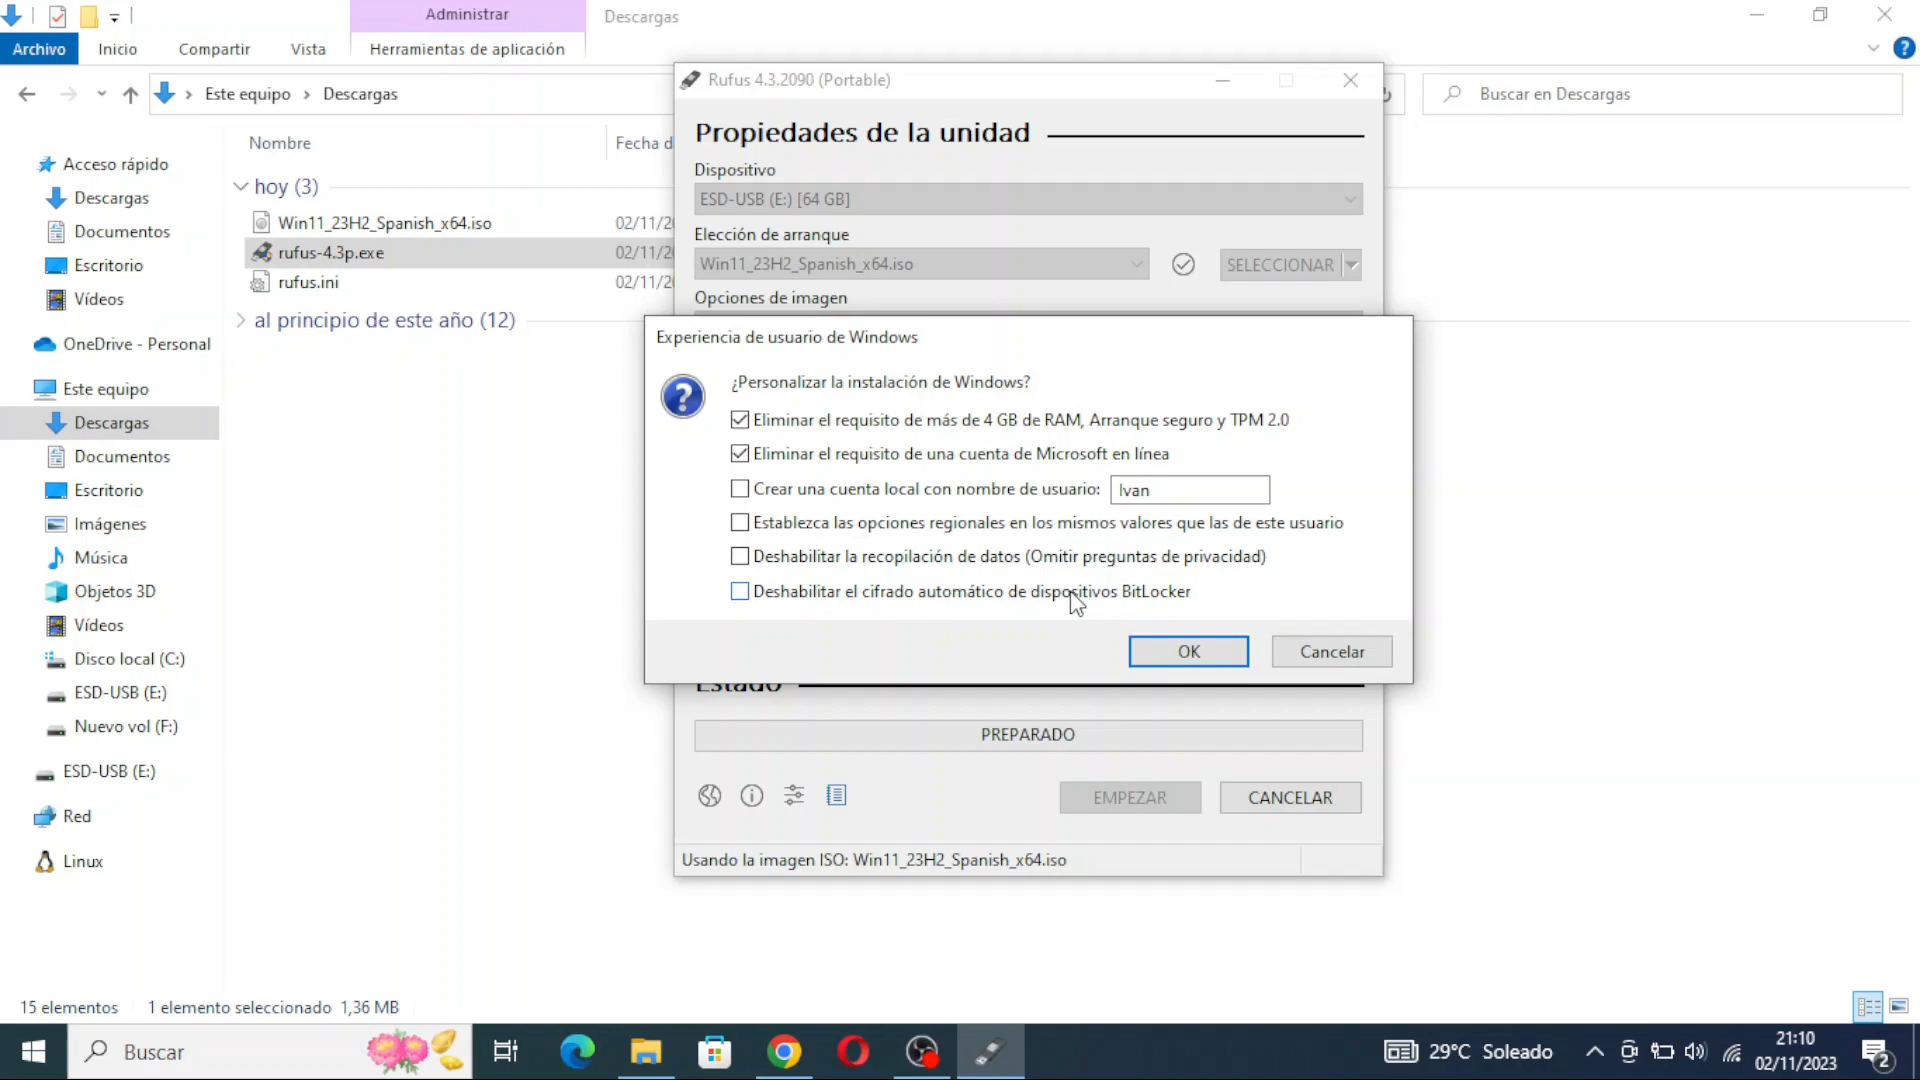 Administrar
Descargas
Archivo
Inicio
Compartir
Vista
Herramientas de aplicación
Este equipo
Descargas
Buscar en Descargas
Nombre
Fecha d
Acceso rápido
Descargas
Documentos
Escritorio
Vídeos
OneDrive - Personal
Este equipo
Descargas
Documentos
Escritorio
Imágenes
Música
Objetos 3D
Vídeos
Disco local (C:)
ESD-USB (E:)
Nuevo vol (F:)
ESD-USB (E:)
Red
Linux
hoy (3)
Win11_23H2_Spanish_x64.iso
02/11/20
rufus-4.3p.exe
02/11/20
rufus.ini
02/11/20
al principio de este año (12)
Rufus 4.3.2090 (Portable)
Propiedades de la unidad
Dispositivo
ESD-USB (E:) [64 GB]
Elección de arranque
Win11_23H2_Spanish_x64.iso
SELECCIONAR
Opciones de imagen
Experiencia de usuario de Windows
¿Personalizar la instalación de Windows?
Eliminar el requisito de más de 4 GB de RAM, Arranque seguro y TPM 2.0
Eliminar el requisito de una cuenta de Microsoft en línea
Crear una cuenta local con nombre de usuario: Ivan
Establezca las opciones regionales en los mismos valores que las de este usuario
Deshabilitar la recopilación de datos (Omitir preguntas de privacidad)
Deshabilitar el cifrado automático de dispositivos BitLocker
OK
Cancelar
Estado
PREPARADO
EMPEZAR
CANCELAR
Usando la imagen ISO: Win11_23H2_Spanish_x64.iso
15 elementos
1 elemento seleccionado 1,36 MB
Buscar
29°C Soleado
21:10
02/11/2023
2